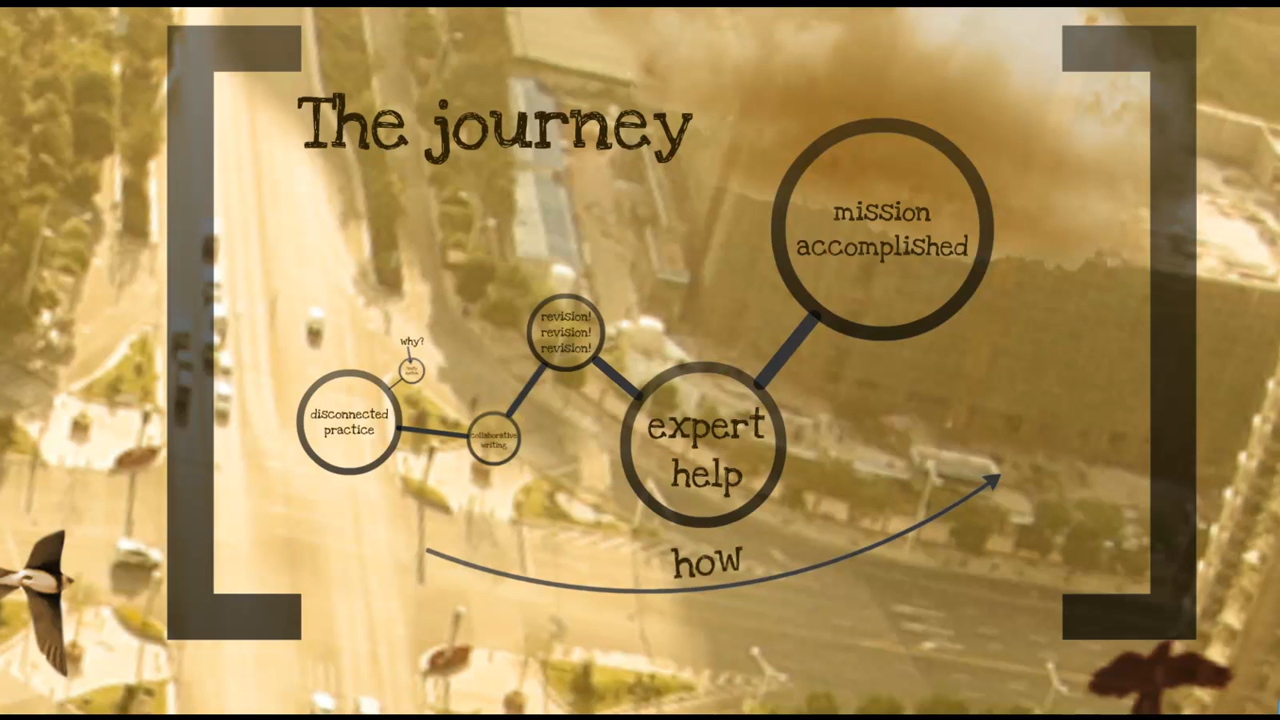 The journey
mission
accomplished
revision!
revision!
revision!
why?
disconnected
practice
collaborative
writing
expert
help
how